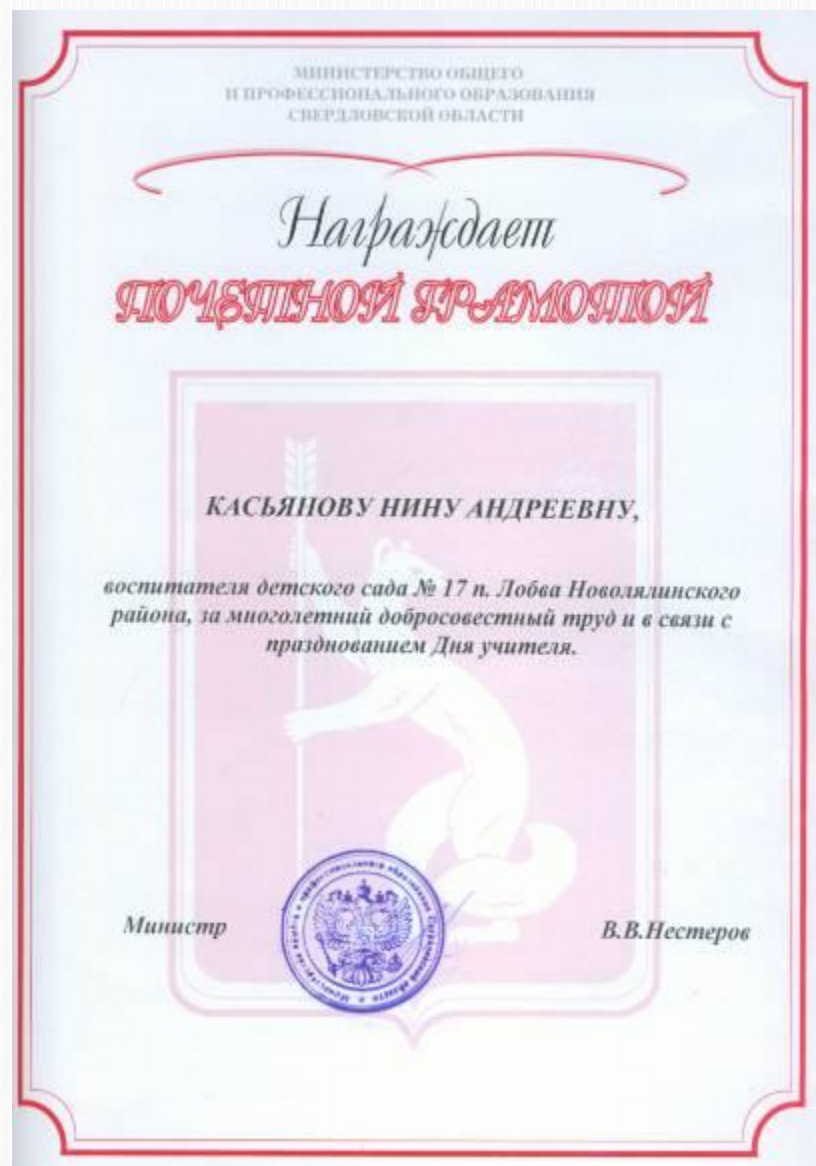 МИНИСТЕРСТВО ОБЩЕГО
И ПРОФЕССИОНАЛЬНОГО ОБРАЗОВАНИЯ
СВЕРДЛОВСКОЙ ОБЛАСТИ
Награждает
ПОЧЕТНОЙ ГРАМОТОЙ
КАСЬЯНОВУ НИНУ АНДРЕЕВНУ,
воспитателя детского сада № 17 п. Лобва Новолялинского
района, за многолетний добросовестный труд и в связи с
празднованием Дня учителя.
Министр
В.В.Нестеров